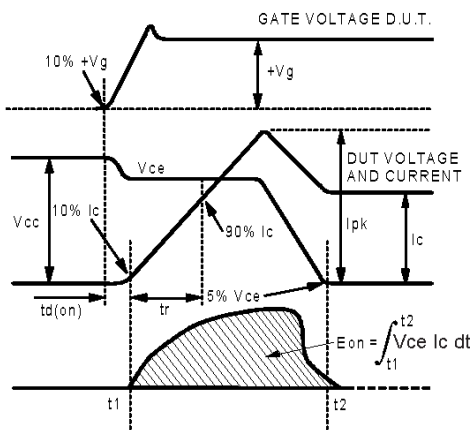 GATE VOLTAGE D.U.T.
10% +Vg
+Vg
Vce
DUT VOLTAGE
AND CURRENT
Vcc
10% Ic
90% Ic
Ipk
Ic
td(on)
tr
5% Vce
Eon = ∫ Vce Ic dt
t2
t1
t1
t2